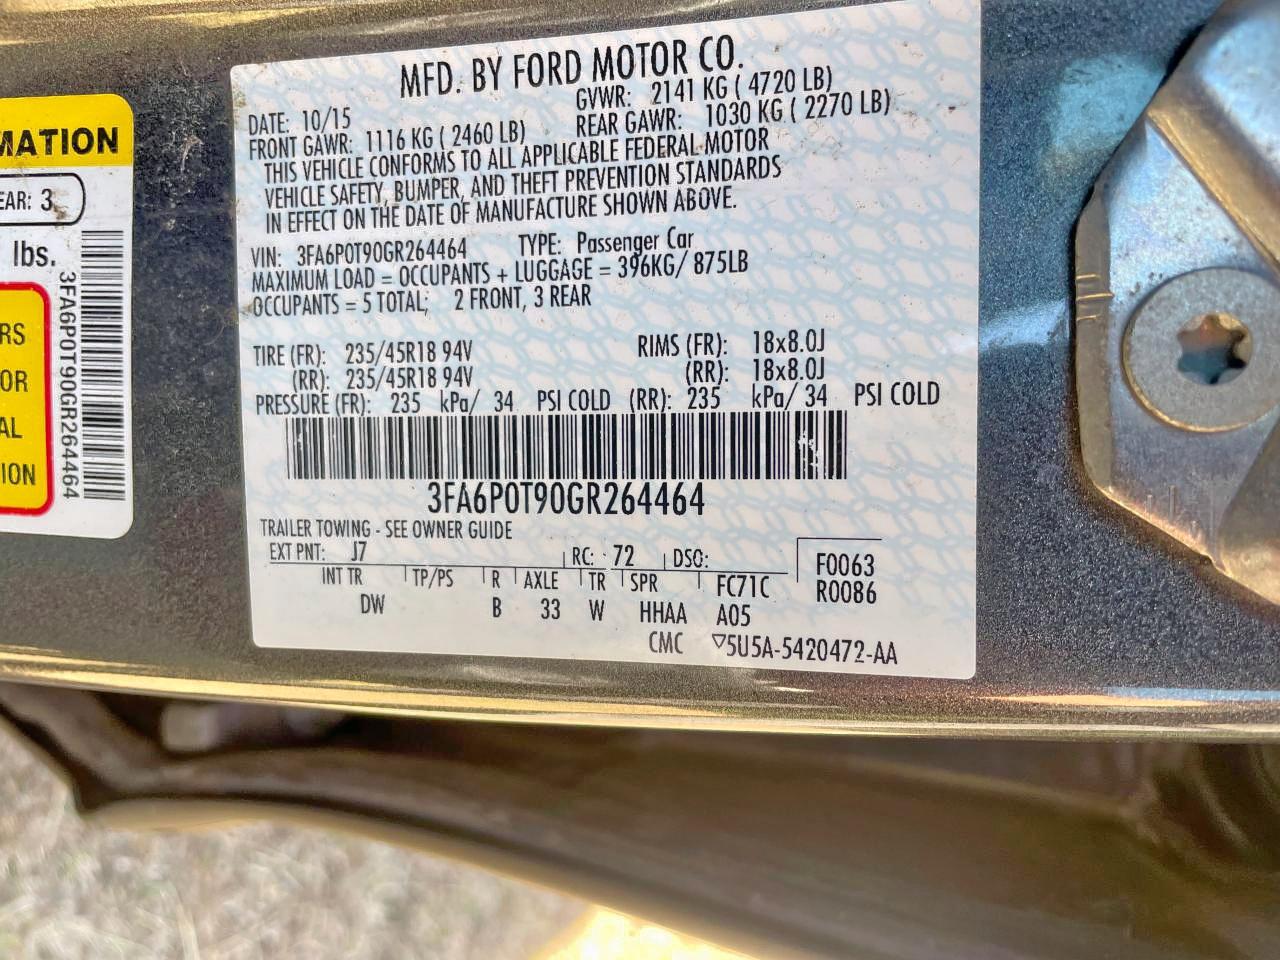 MATION
EAR: 3
lbs.
RS
OR
AL
ION
3FA6P0T90GR264464
MFD. BY FORD MOTOR CO.
DATE: 10/15 GVWR: 2141 KG ( 4720 LB)
FRONT GAWR: 1116 KG ( 2460 LB) REAR GAWR: 1030 KG ( 2270 LB)
THIS VEHICLE CONFORMS TO ALL APPLICABLE FEDERAL MOTOR
VEHICLE SAFETY, BUMPER, AND THEFT PREVENTION STANDARDS
IN EFFECT ON THE DATE OF MANUFACTURE SHOWN ABOVE.
VIN: 3FA6P0T90GR264464 TYPE: Passenger Car
MAXIMUM LOAD = OCCUPANTS + LUGGAGE = 396KG/ 875LB
OCCUPANTS = 5 TOTAL; 2 FRONT, 3 REAR
TIRE (FR): 235/45R18 94V RIMS (FR): 18x8.0J
(RR): 235/45R18 94V (RR): 18x8.0J
PRESSURE (FR): 235 kPa/ 34 PSI COLD (RR): 235 kPa/ 34 PSI COLD
3FA6P0T90GR264464
TRAILER TOWING - SEE OWNER GUIDE
EXT PNT: J7 RC: 72 DSO: F0063
INT TR TP/PS R AXLE TR SPR FC71C R0086
DW B 33 W HHAA A05
CMC ▽5U5A-5420472-AA